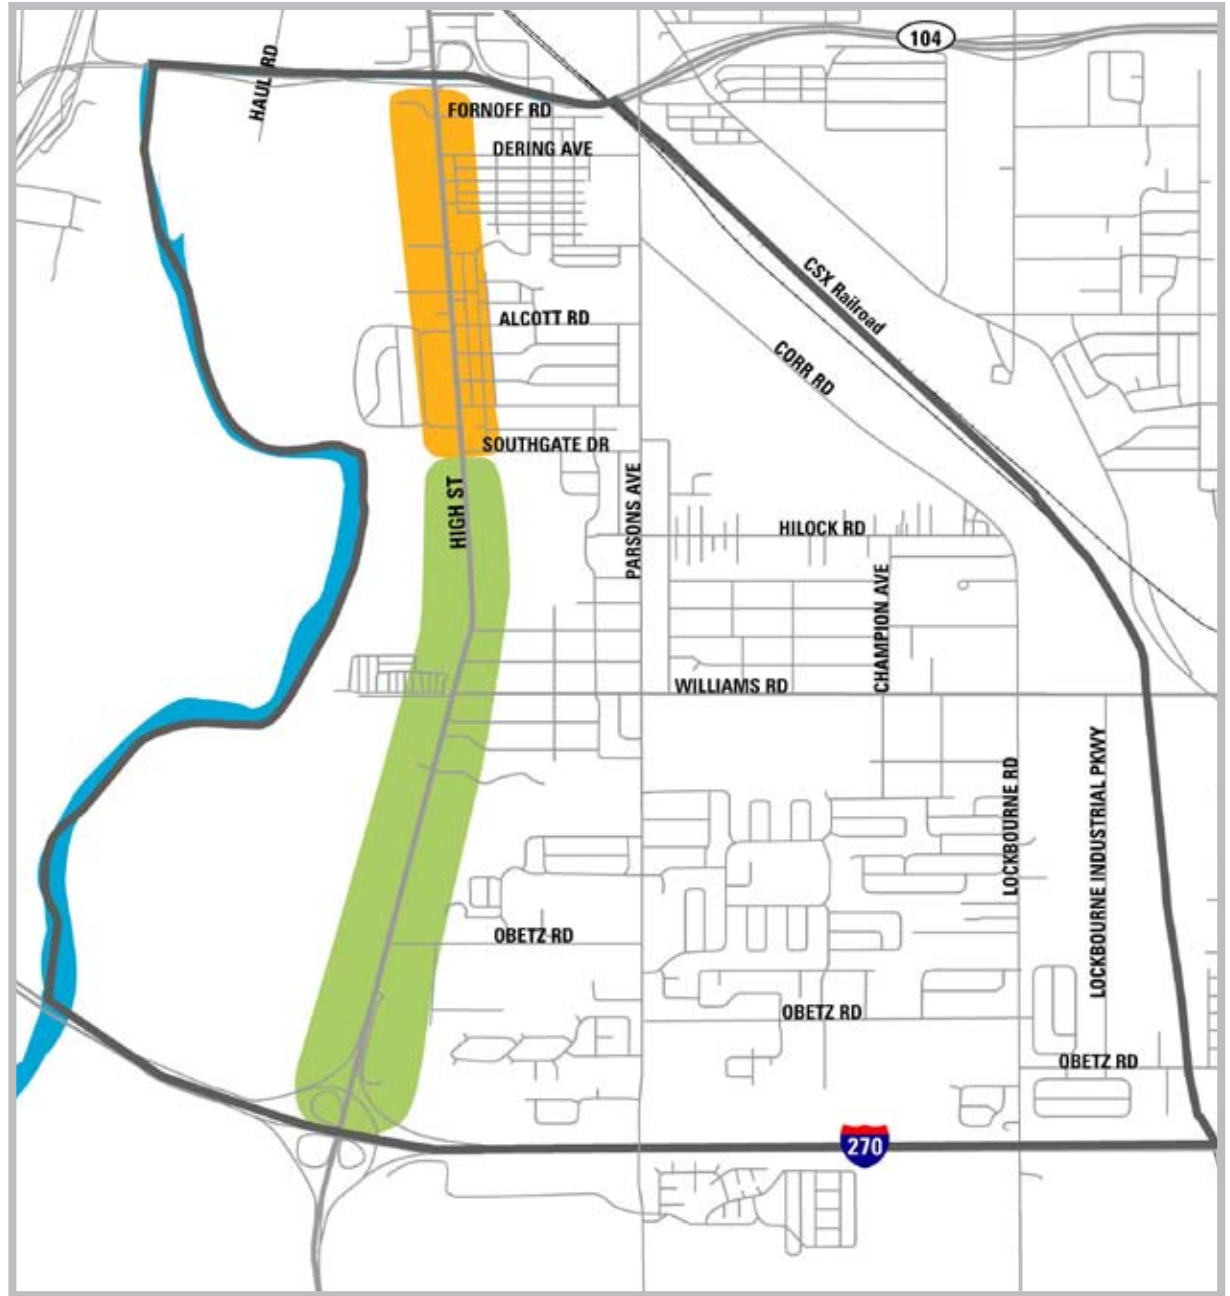 104
HAUL RD
FORNOFF RD
DERING AVE
CSX Railroad
ALCOTT RD
CORR RD
SOUTHGATE DR
HIGH ST
PARSONS AVE
HILOCK RD
CHAMPION AVE
WILLIAMS RD
LOCKBOURNE RD
LOCKBOURNE INDUSTRIAL PKWY
OBETZ RD
OBETZ RD
OBETZ RD
270